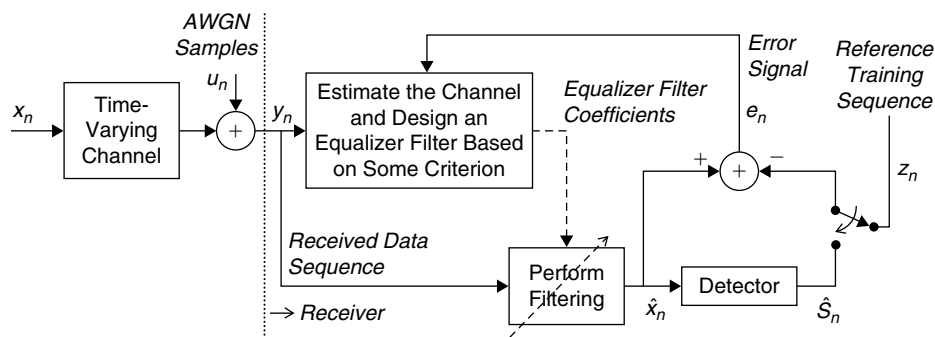 AWGN
Samples
u_n
x_n
Time-
Varying
Channel
+
y_n
Estimate the Channel
and Design an
Equalizer Filter Based
on Some Criterion
Equalizer Filter
Coefficients
Error
Signal
e_n
Reference
Training
Sequence
z_n
+
+
−
Received Data
Sequence
→ Receiver
Perform
Filtering
x̂_n
Detector
Ŝ_n